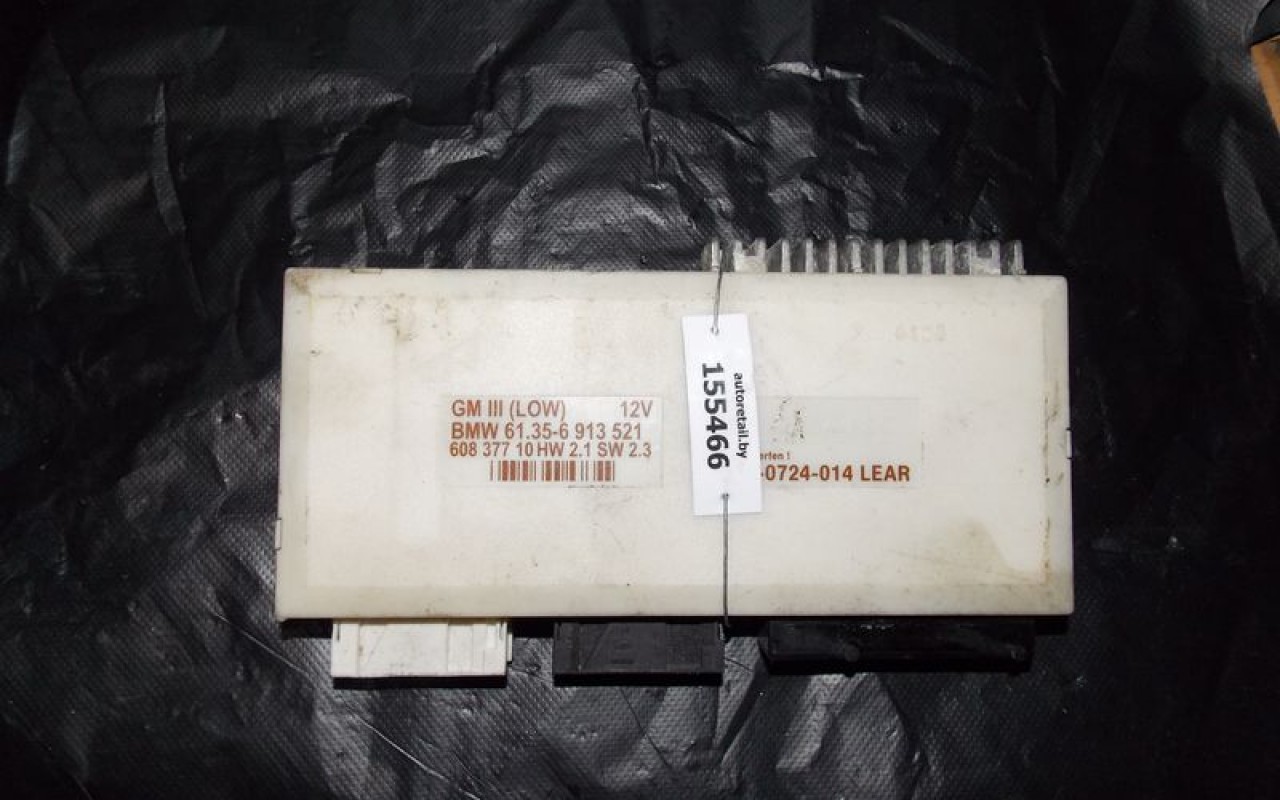 GM III (LOW) 12V
BMW 61.35-6 913 521
608 377 10 HW 2.1 SW 2.3
autoretail.by
155466
erfen !
-0724-014 LEAR